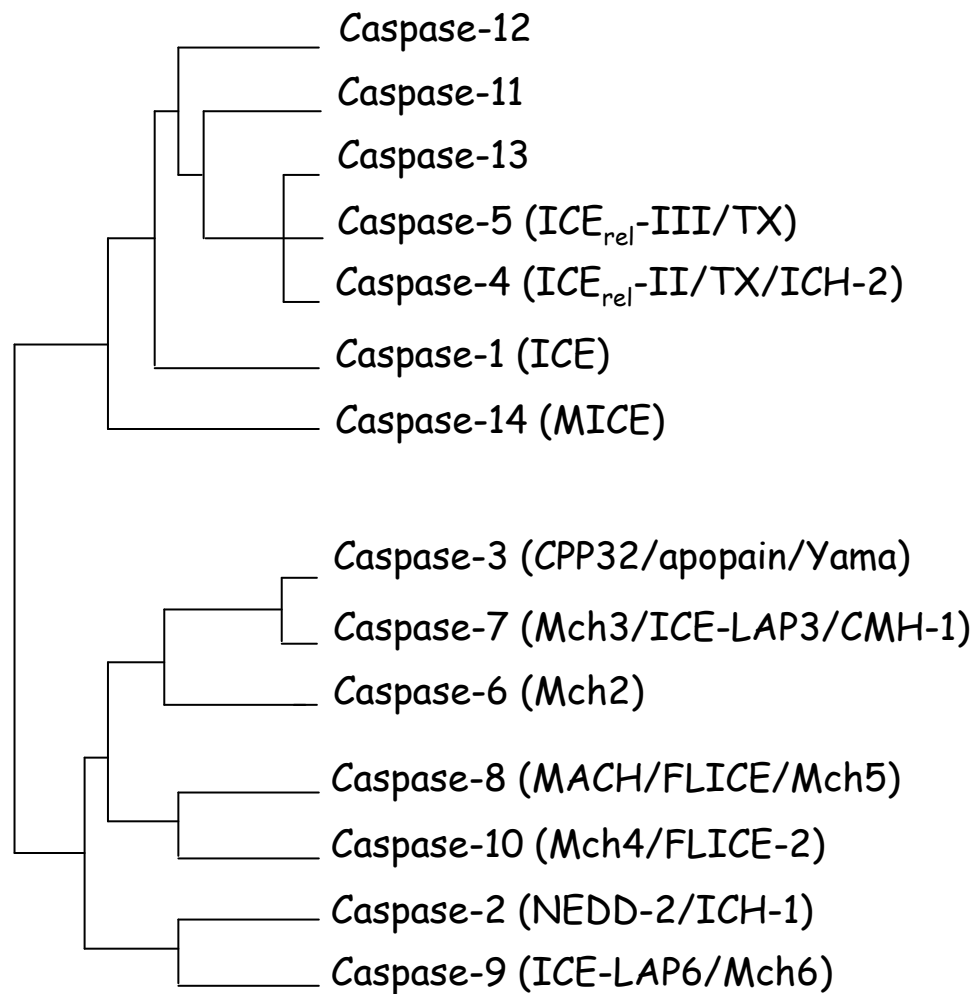 Caspase-12
Caspase-11
Caspase-13
Caspase-5 (ICErel-III/TX)
Caspase-4 (ICErel-II/TX/ICH-2)
Caspase-1 (ICE)
Caspase-14 (MICE)
Caspase-3 (CPP32/apopain/Yama)
Caspase-7 (Mch3/ICE-LAP3/CMH-1)
Caspase-6 (Mch2)
Caspase-8 (MACH/FLICE/Mch5)
Caspase-10 (Mch4/FLICE-2)
Caspase-2 (NEDD-2/ICH-1)
Caspase-9 (ICE-LAP6/Mch6)